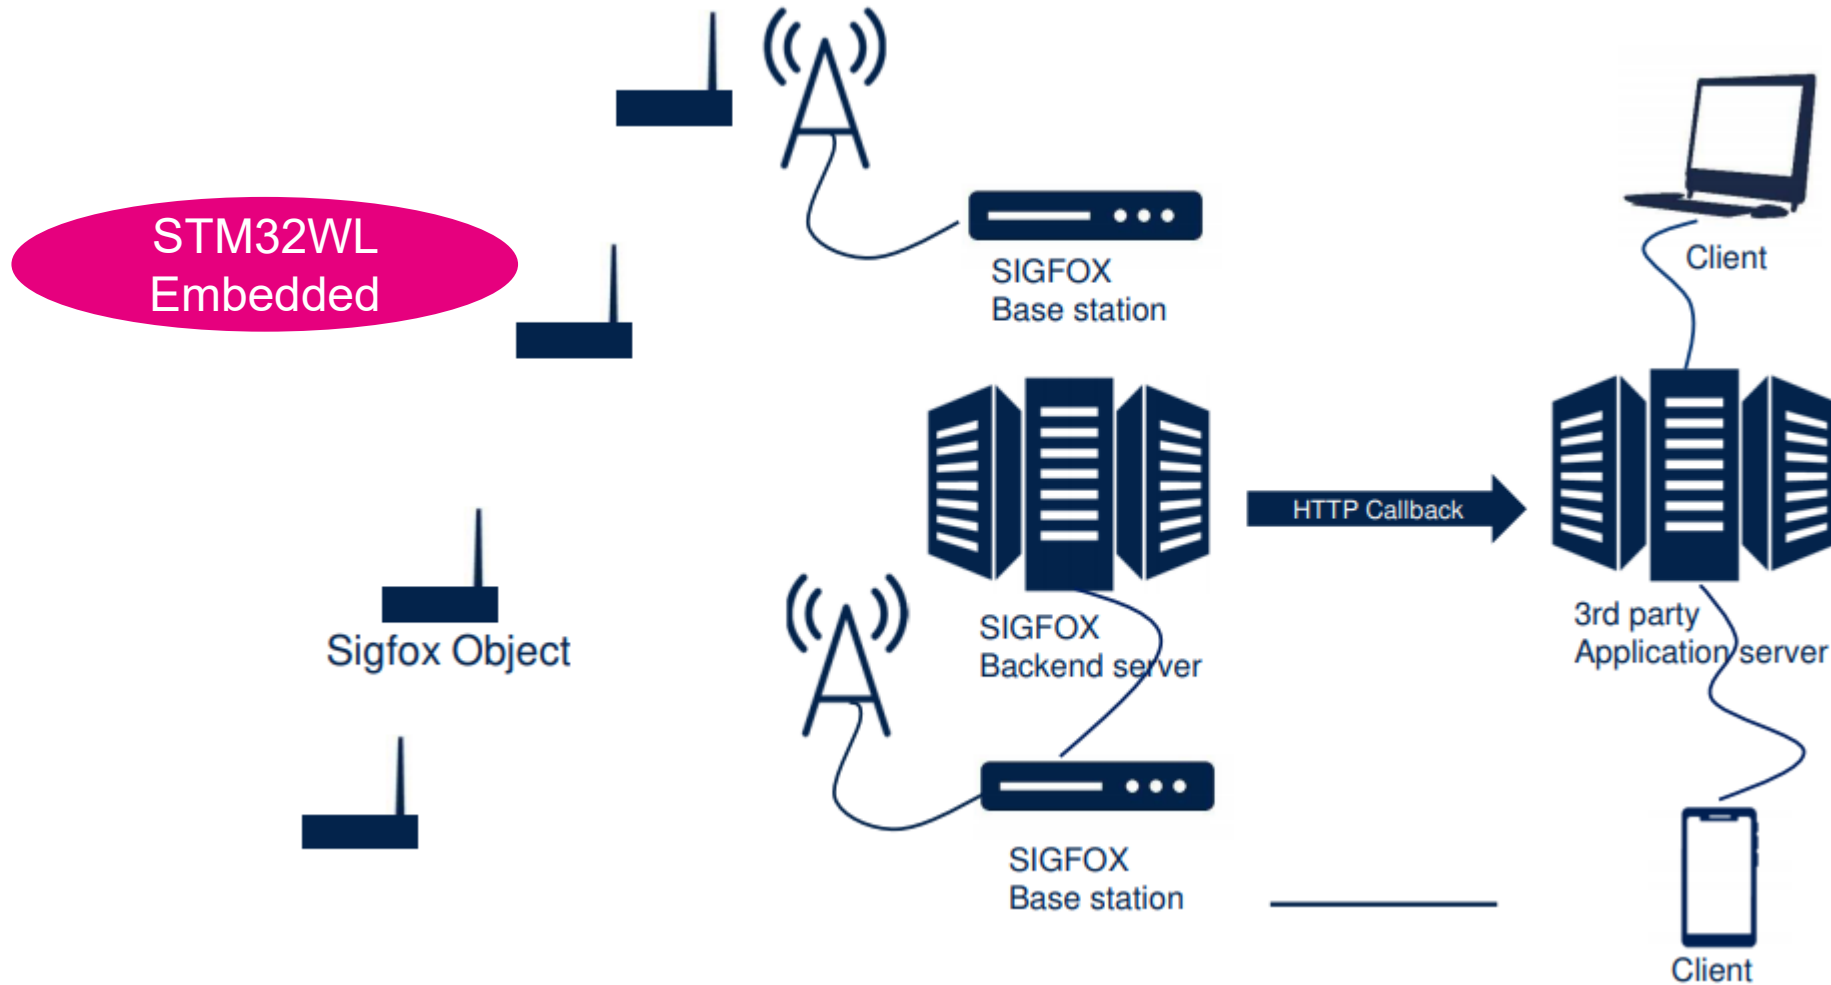 STM32WL
Embedded
SIGFOX
Base station
Client
HTTP Callback
Sigfox Object
SIGFOX
Backend server
3rd party
Application server
SIGFOX
Base station
Client